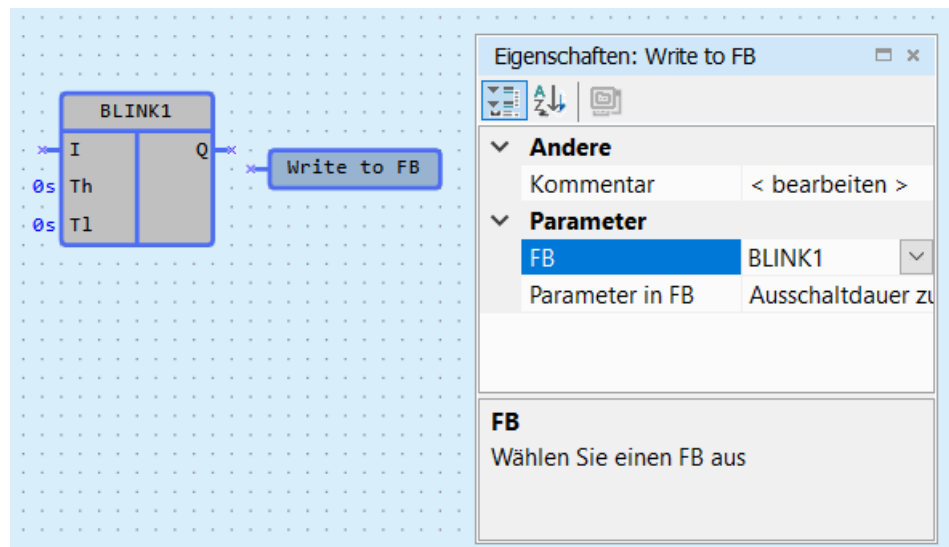 BLINK1
I Q
0s Th
0s Tl
Write to FB
Eigenschaften: Write to FB
Andere
Kommentar < bearbeiten >
Parameter
FB BLINK1
Parameter in FB Ausschaltdauer
FB
Wählen Sie einen FB aus